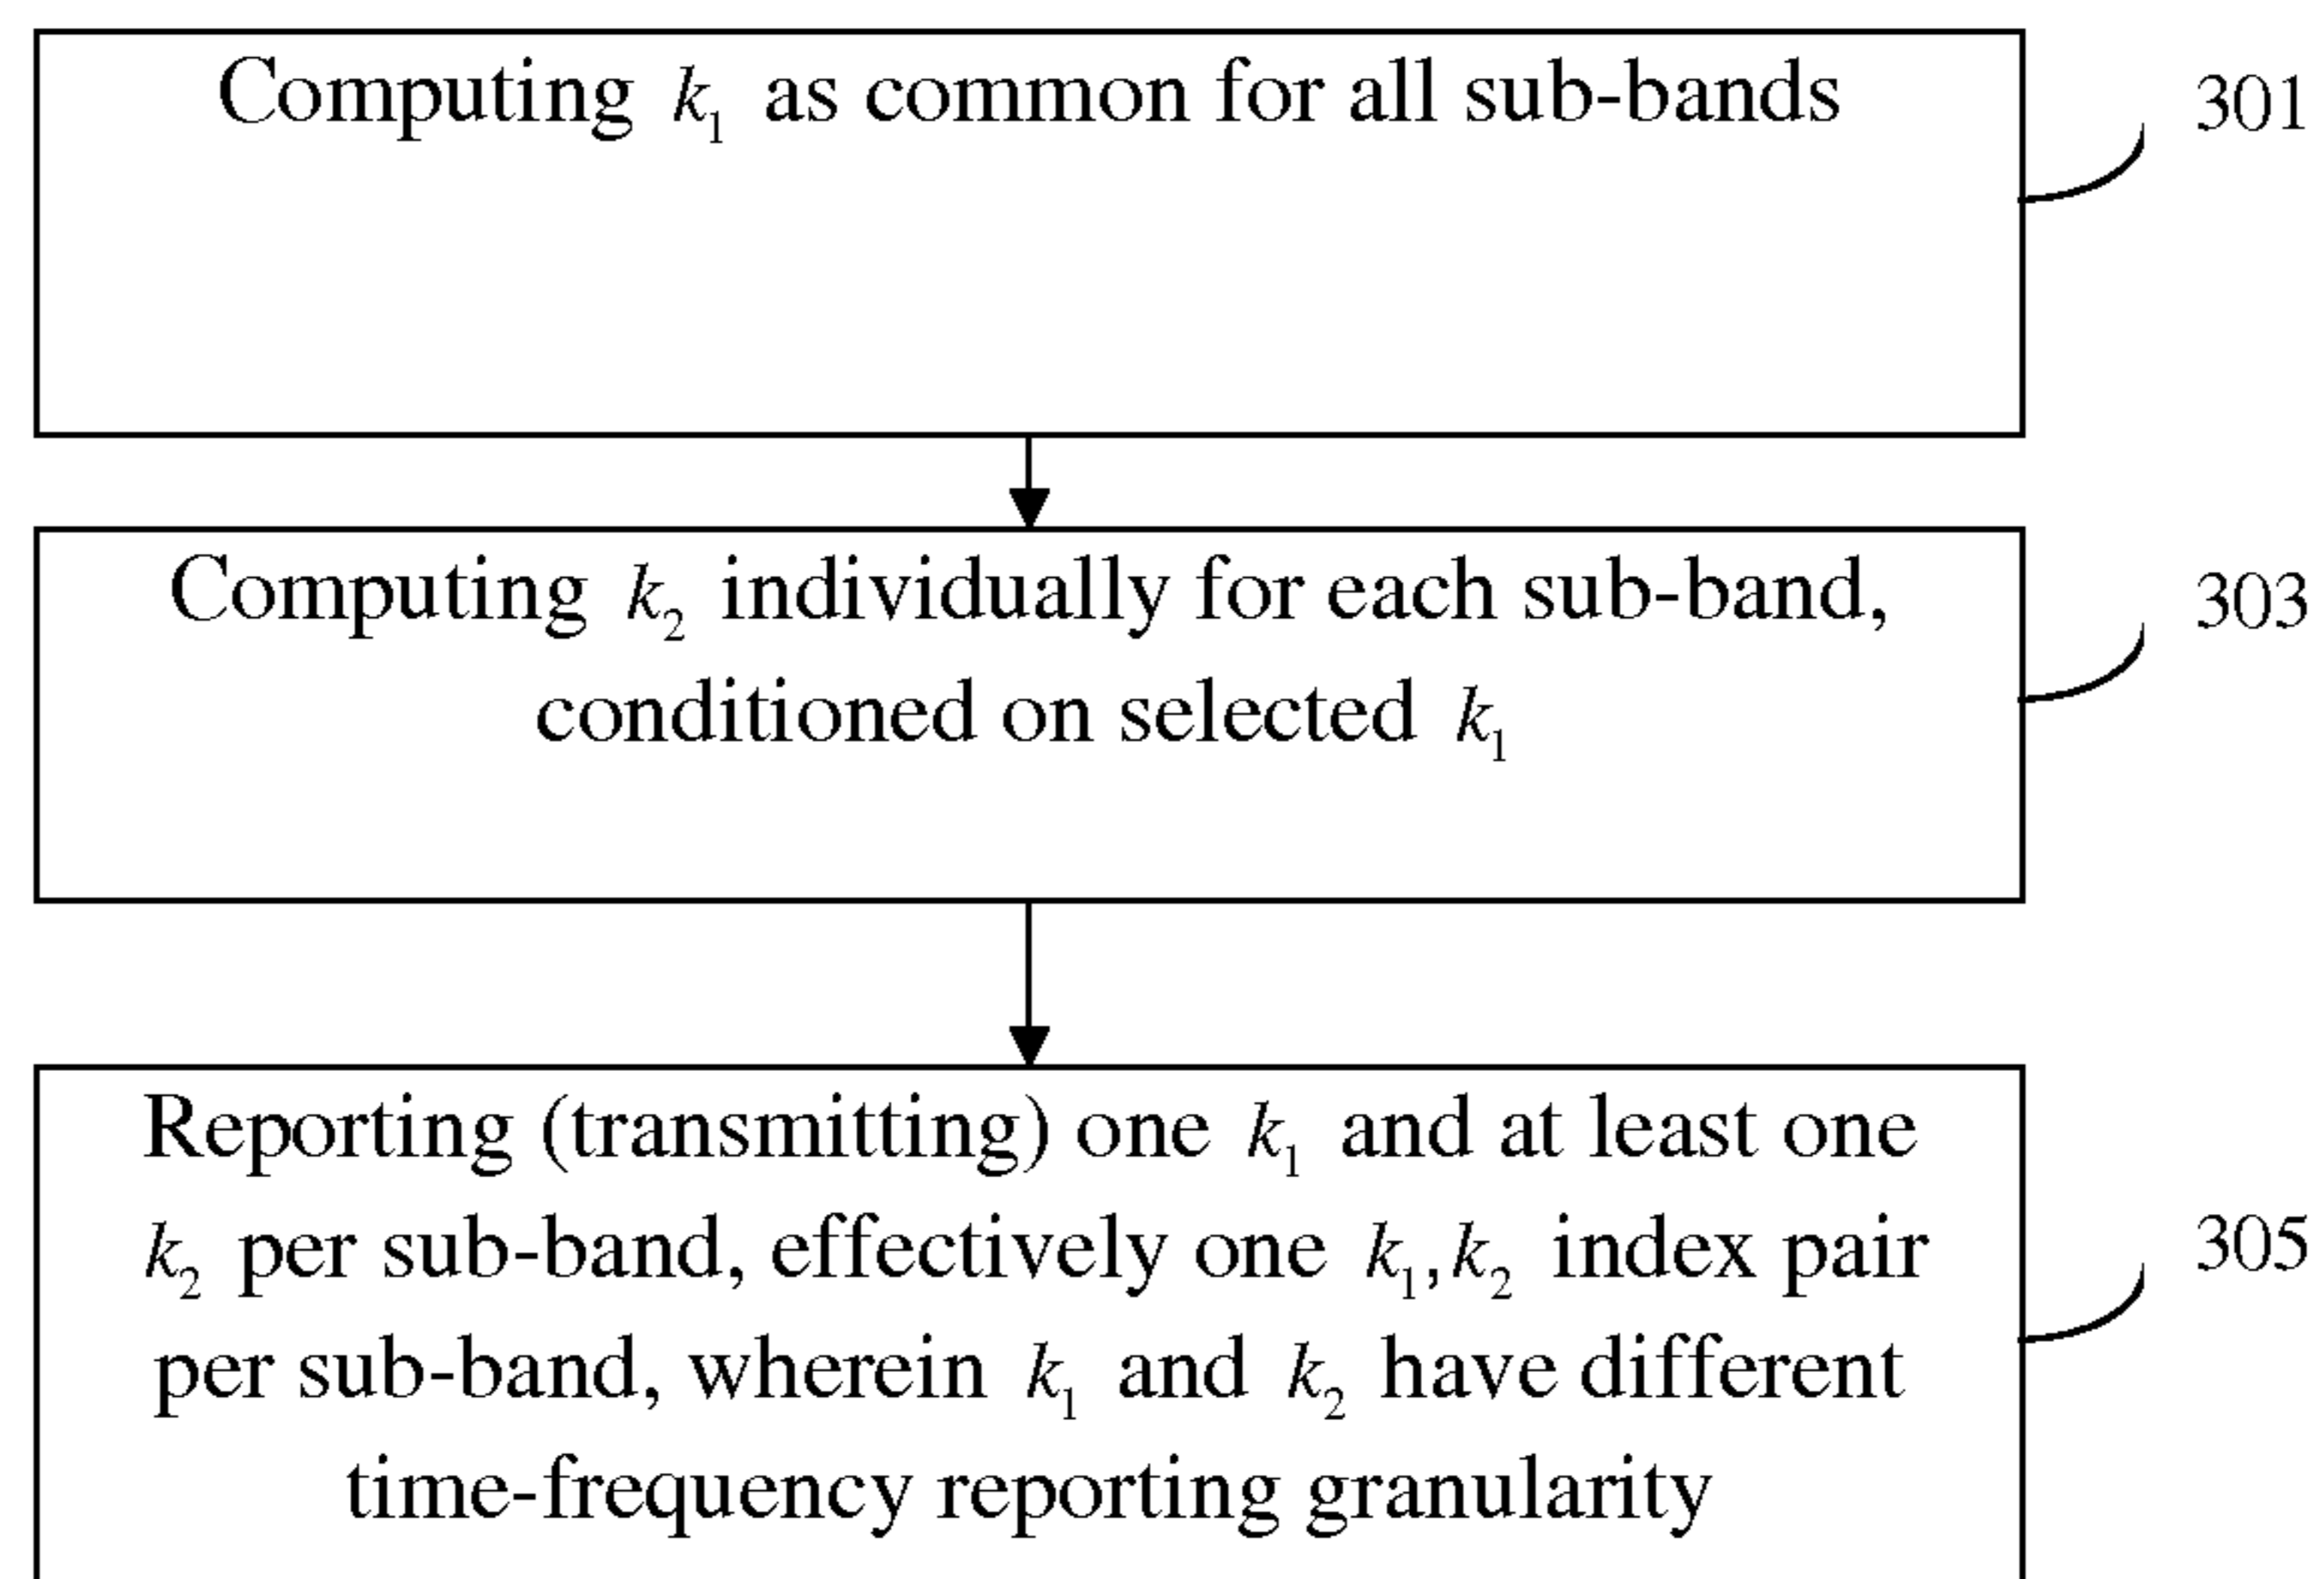 Computing k₁ as common for all sub-bands
301
Computing k₂ individually for each sub-band,
conditioned on selected k₁
303
Reporting (transmitting) one k₁ and at least one
k₂ per sub-band, effectively one k₁,k₂ index pair
per sub-band, wherein k₁ and k₂ have different
time-frequency reporting granularity
305